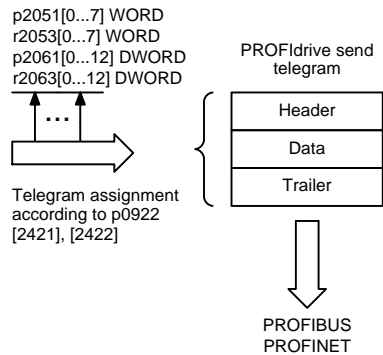 p2051[0...7] WORD
r2053[0...7] WORD
p2061[0...12] DWORD
r2063[0...12] DWORD
...
Telegram assignment
according to p0922
[2421], [2422]
PROFIdrive send
telegram
Header
Data
Trailer
PROFIBUS
PROFINET